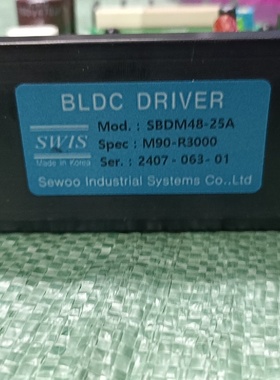 BLDC DRIVER
Mod. : SBDM48-25A
SWIS
Spec : M90-R3000
Made in Korea
Ser. : 2407 - 063- 01
Sewoo Industrial Systems Co.,Ltd